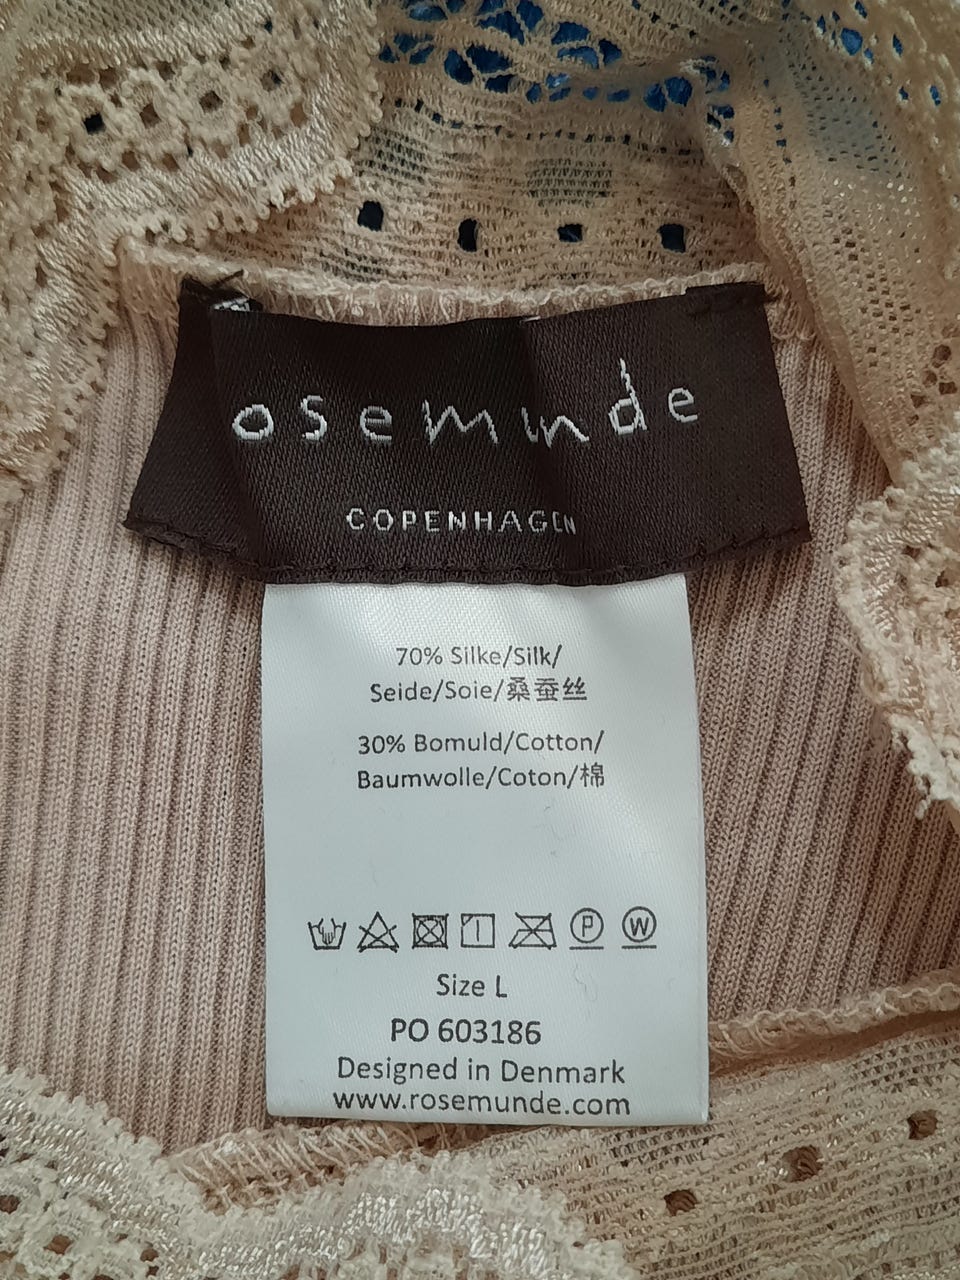 osemunde
COPENHAGEN
70% Silke/Silk/
Seide/Soie/桑蚕丝
30% Bomuld/Cotton/
Baumwolle/Coton/棉
P W
Size L
PO 603186
Designed in Denmark
www.rosemunde.com